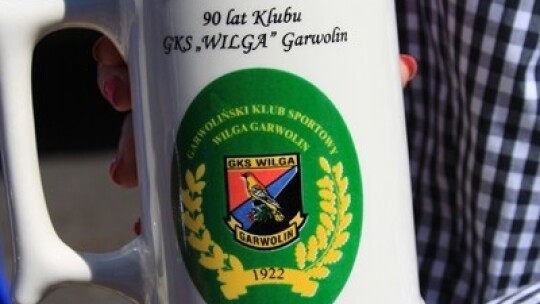 90 lat Klubu
GKS „WILGA” Garwolin
GARWOLIŃSKI KLUB SPORTOWY
WILGA GARWOLIN
GKS WILGA
GARWOLIN
1922